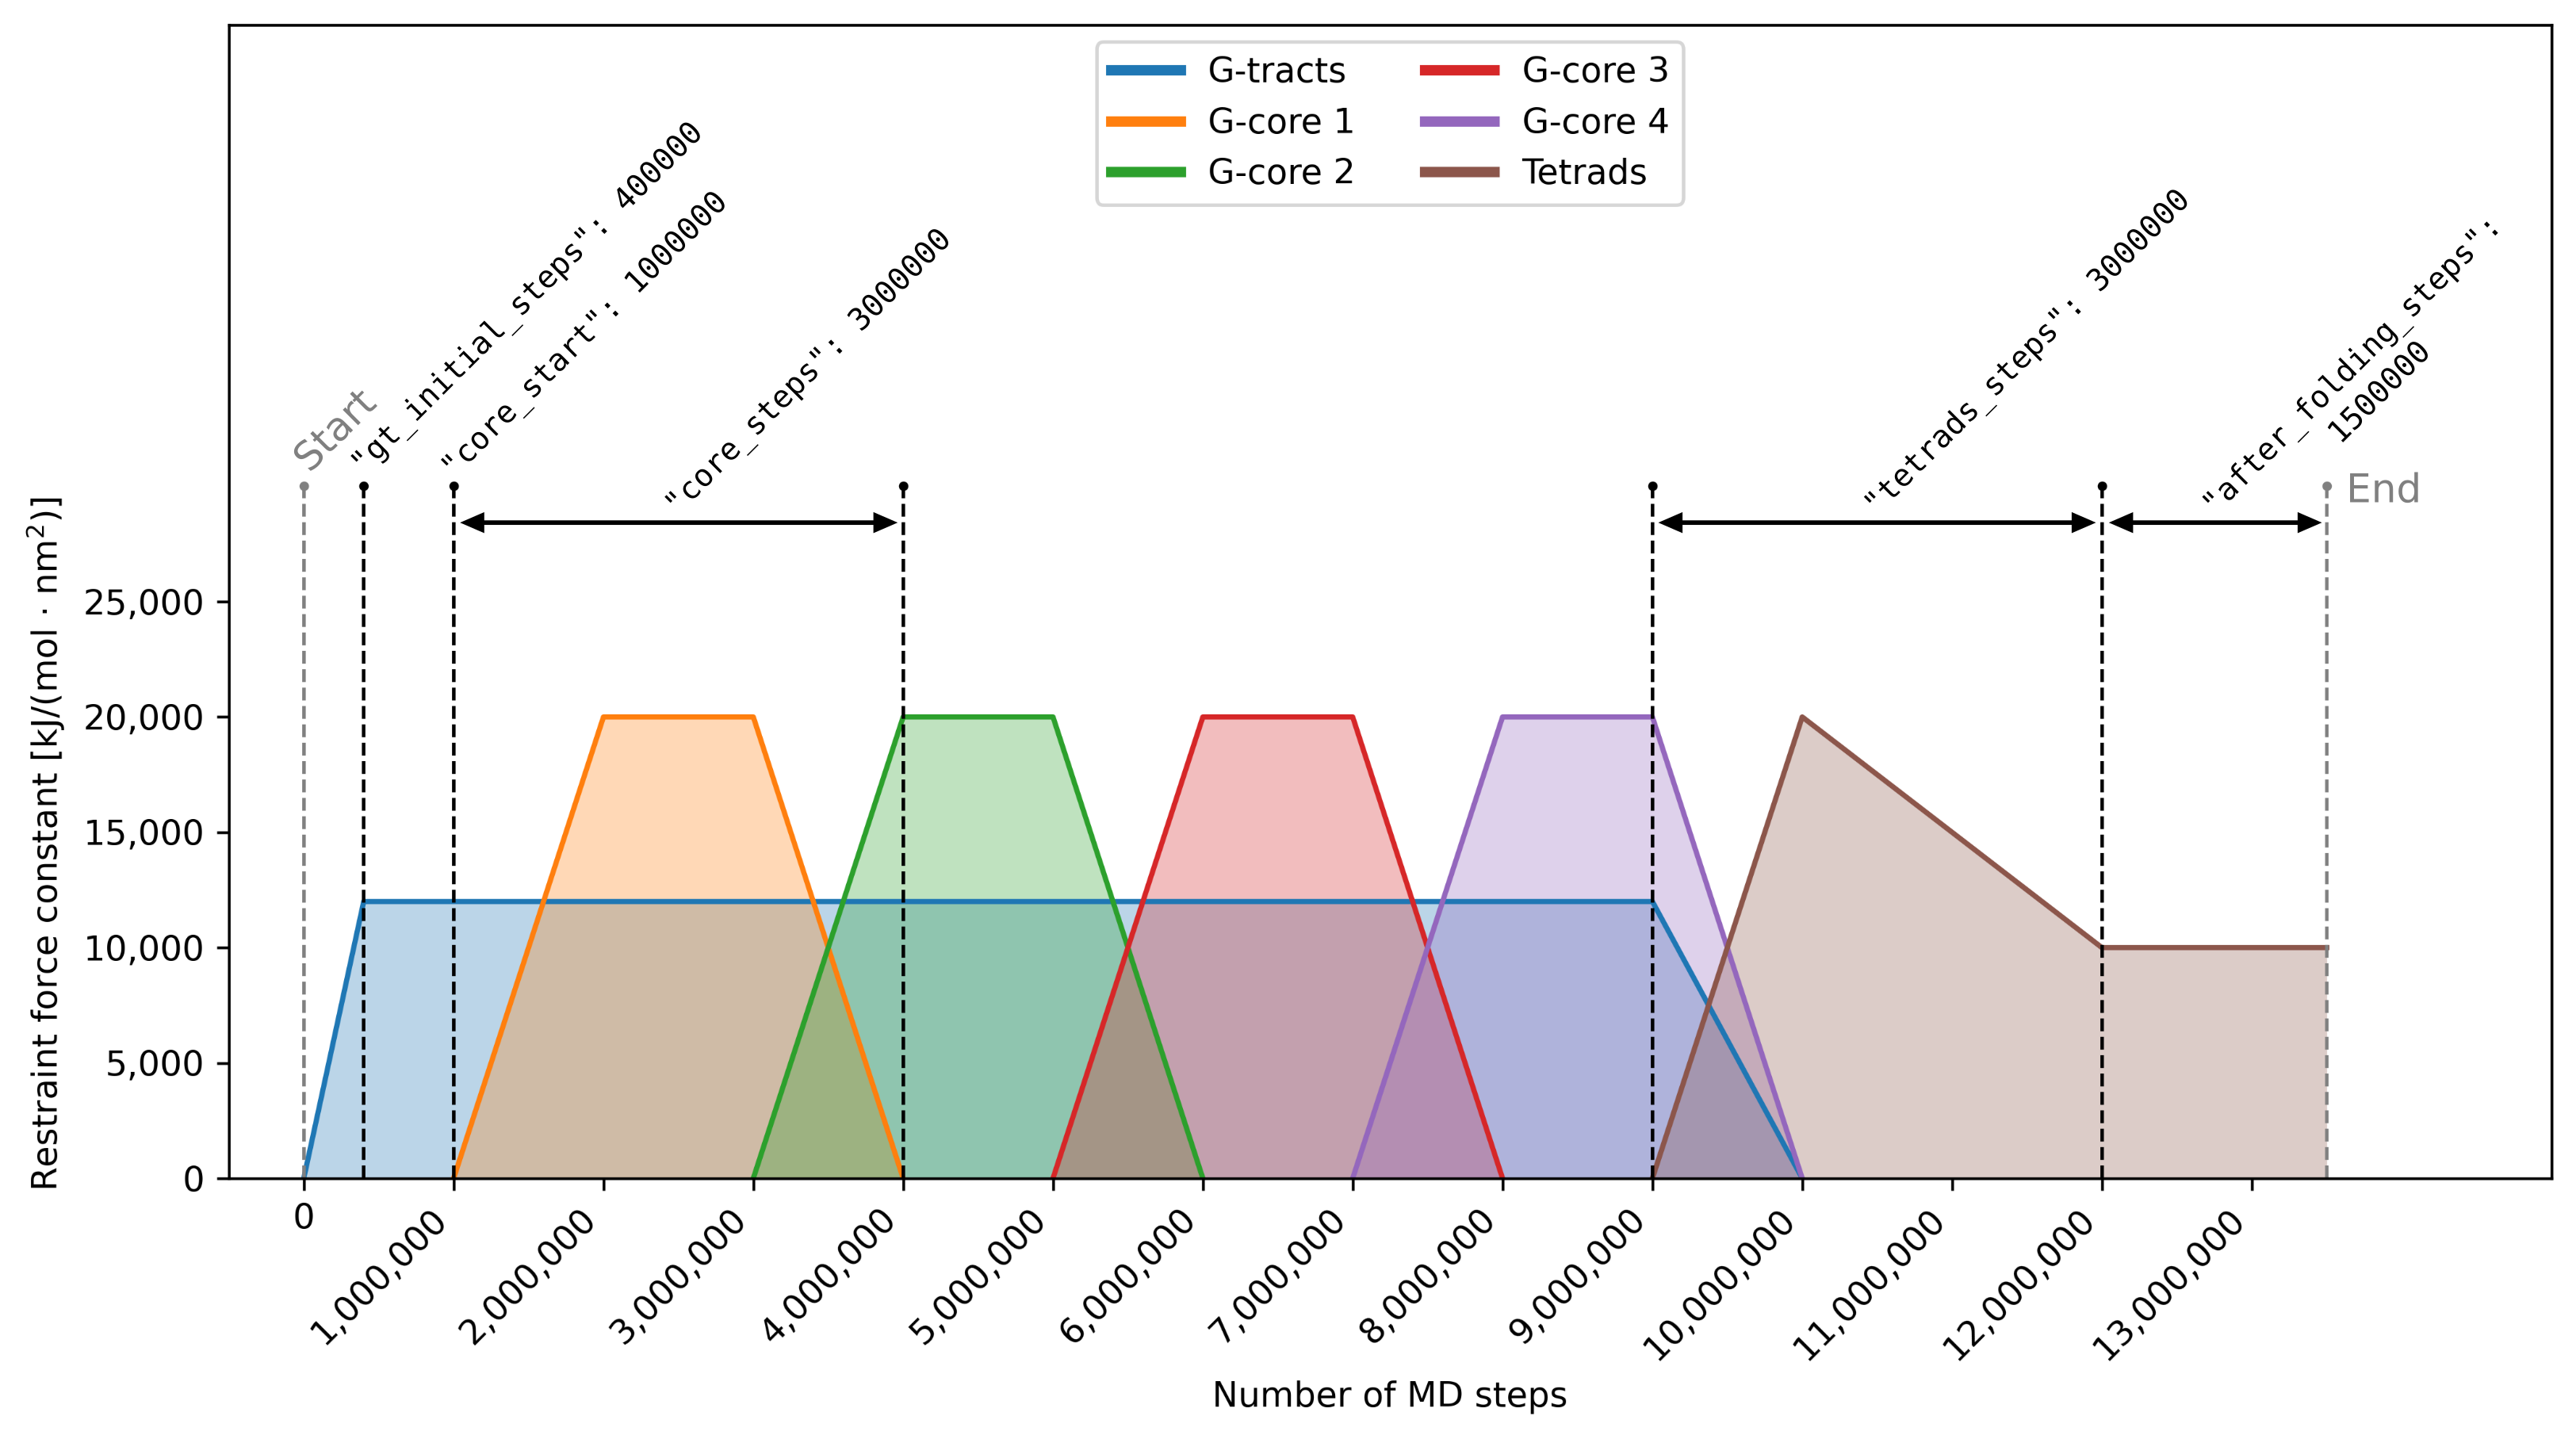 G-tracts
G-core 1
G-core 2
G-core 3
G-core 4
Tetrads
Start
"gt_initial_steps": 400000
"core_start": 1000000
"core_steps": 3000000
"tetrads_steps": 3000000
"after_folding_steps":
1500000
End
Restraint force constant [kJ/(mol · nm²)]
25,000
20,000
15,000
10,000
5,000
0
0
1,000,000
2,000,000
3,000,000
4,000,000
5,000,000
6,000,000
7,000,000
8,000,000
9,000,000
10,000,000
11,000,000
12,000,000
13,000,000
Number of MD steps